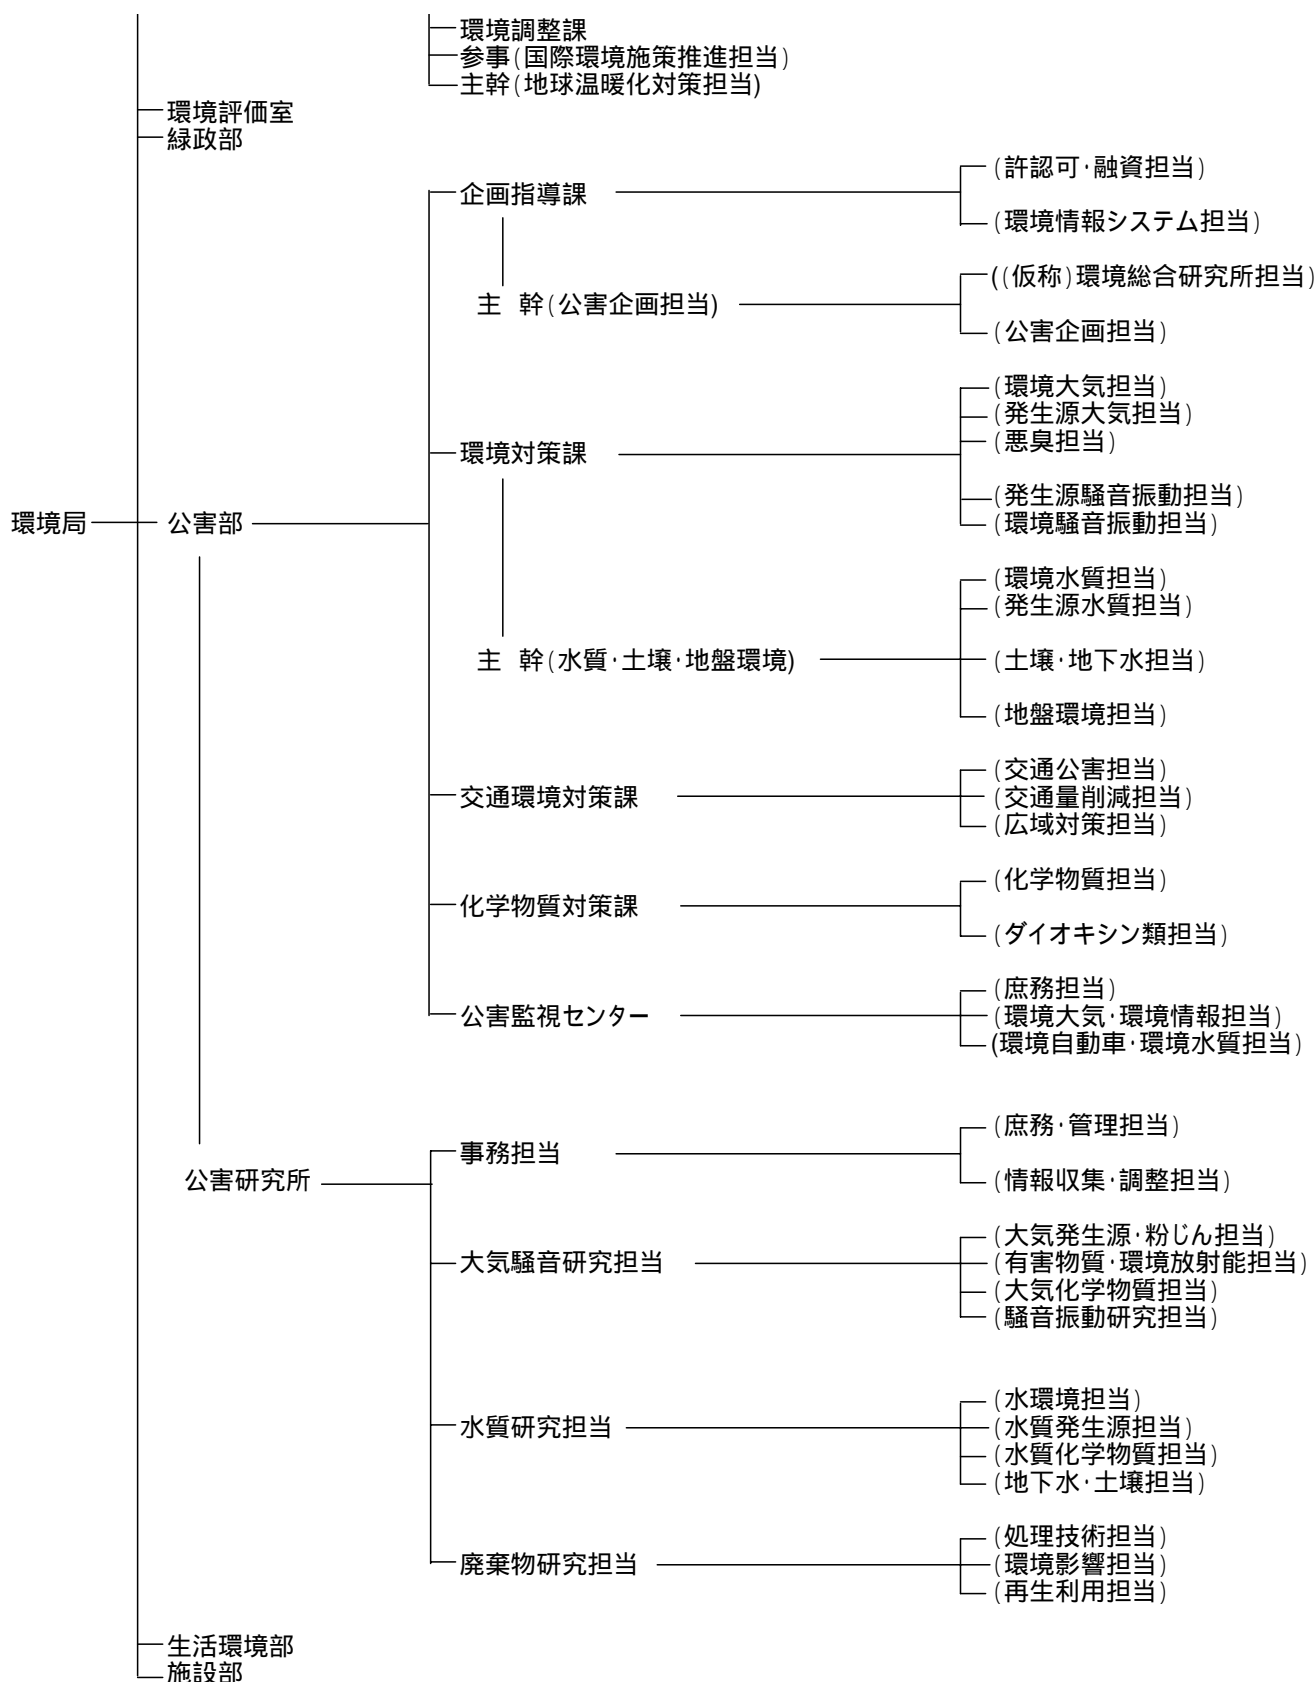 環境調整課
参事(国際環境施策推進担当)
主幹(地球温暖化対策担当)
環境評価室
緑政部
(許認可・融資担当)
企画指導課
(環境情報システム担当)
((仮称)環境総合研究所担当)
主 幹(公害企画担当)
(公害企画担当)
(環境大気担当)
(発生源大気担当)
(悪臭担当)
環境対策課
(発生源騒音振動担当)
環境局 公害部 (環境騒音振動担当)
(環境水質担当)
(発生源水質担当)
主 幹(水質・土壌・地盤環境) (土壌・地下水担当)
(地盤環境担当)
(交通公害担当)
交通環境対策課 (交通量削減担当)
(広域対策担当)
(化学物質担当)
化学物質対策課
(ダイオキシン類担当)
(庶務担当)
公害監視センター (環境大気・環境情報担当)
(環境自動車・環境水質担当)
(庶務・管理担当)
事務担当
公害研究所 (情報収集・調整担当)
(大気発生源・粉じん担当)
大気騒音研究担当 (有害物質・環境放射能担当)
(大気化学物質担当)
(騒音振動研究担当)
(水環境担当)
水質研究担当 (水質発生源担当)
(水質化学物質担当)
(地下水・土壌担当)
(処理技術担当)
廃棄物研究担当 (環境影響担当)
(再生利用担当)
生活環境部
施設部